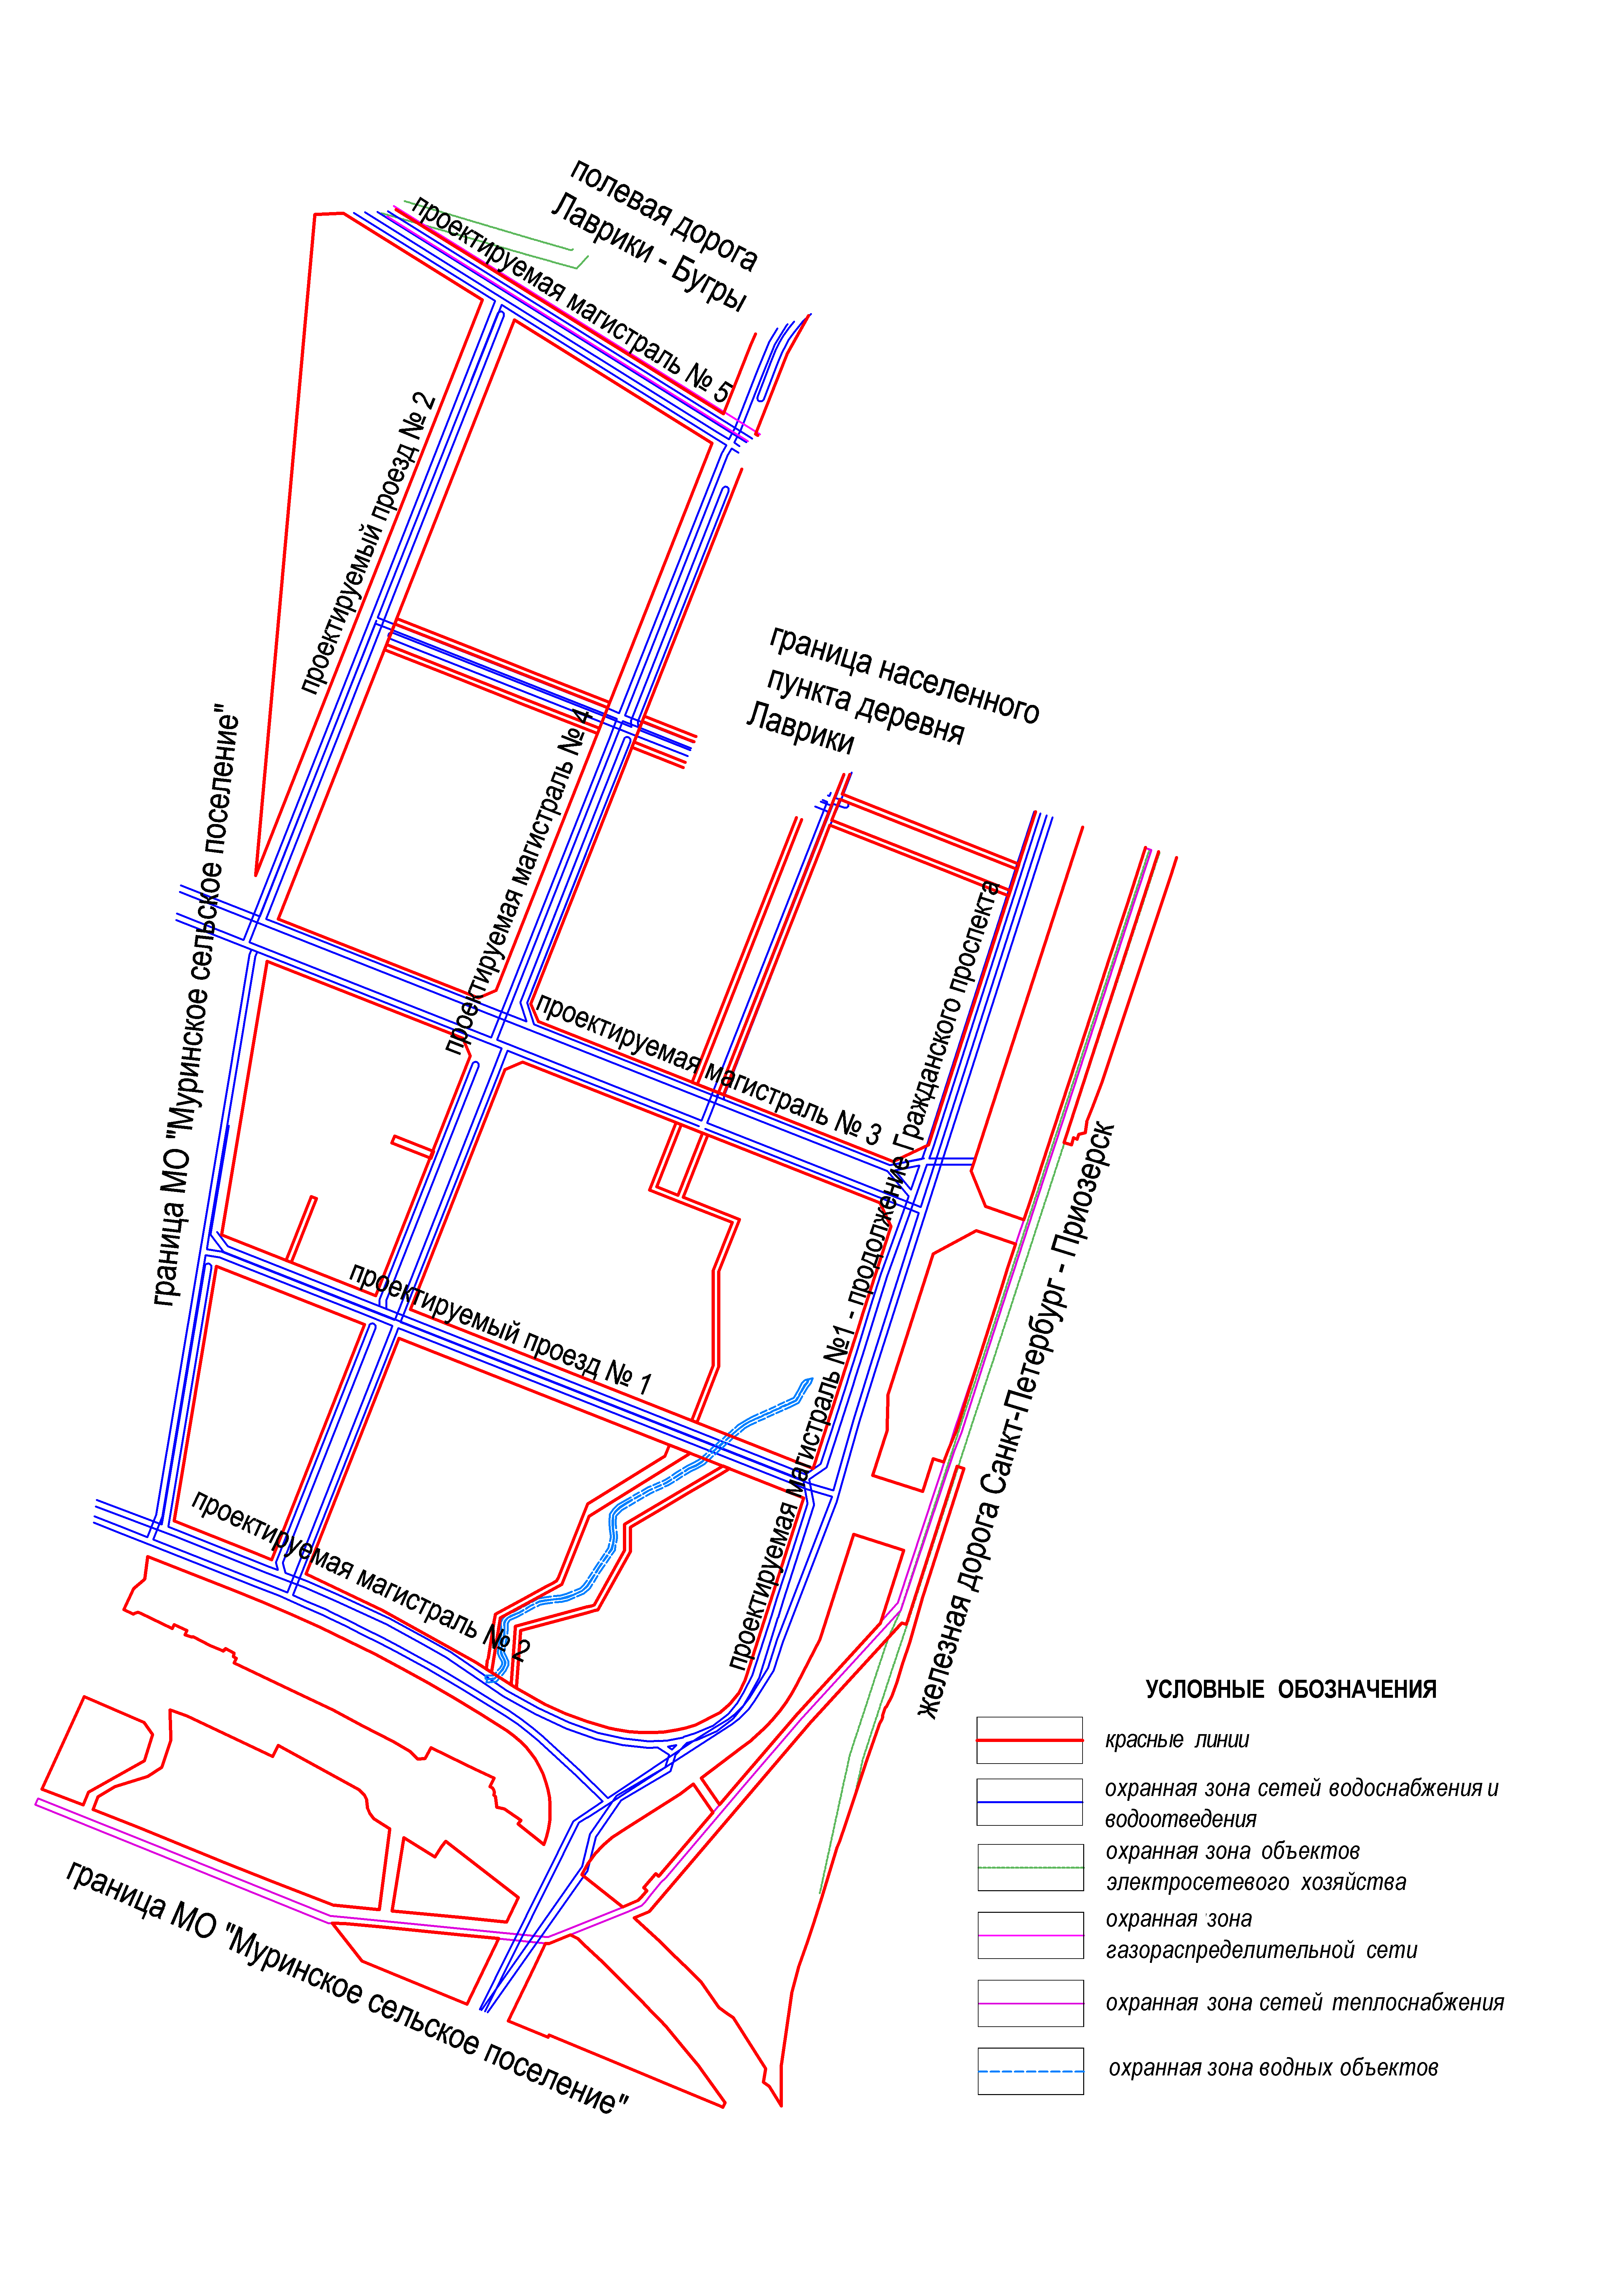 полевая дорога
Лаврики - Бугры
проектируемая магистраль № 5
проектируемый проезд № 2
граница населенного
пункта деревня
Лаврики
граница МО "Муринское сельское поселение"
проектируемая магистраль № 4
проектируемая магистраль № 3
проектируемая магистраль №1 - продолжение Гражданского проспекта
железная дорога Санкт-Петербург - Приозерск
проектируемый проезд № 1
проектируемая магистраль № 2
граница МО "Муринское сельское поселение"
УСЛОВНЫЕ ОБОЗНАЧЕНИЯ
красные линии
охранная зона сетей водоснабжения и
водоотведения
охранная зона объектов
электросетевого хозяйства
охранная зона
газораспределительной сети
охранная зона сетей теплоснабжения
охранная зона водных объектов